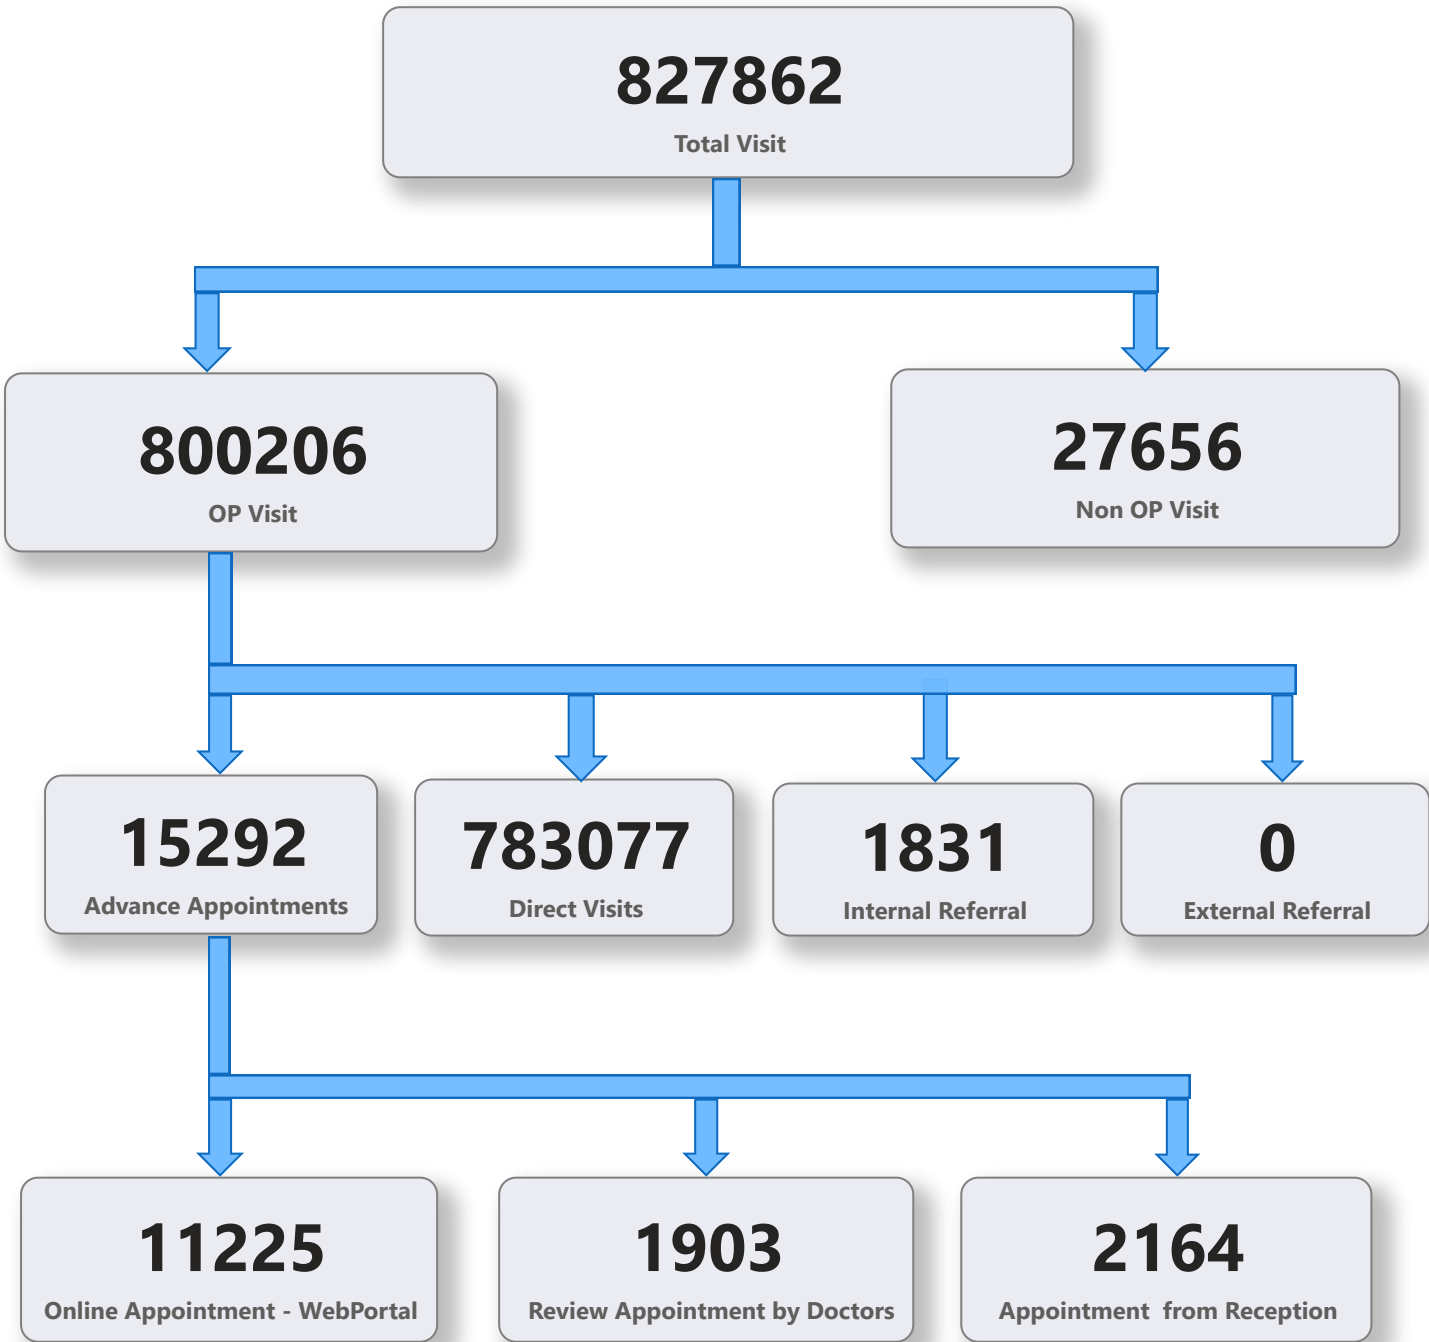 827862
Total Visit
800206
OP Visit
27656
Non OP Visit
15292
Advance Appointments
783077
Direct Visits
1831
Internal Referral
0
External Referral
11225
Online Appointment - WebPortal
1903
Review Appointment by Doctors
2164
Appointment  from Reception